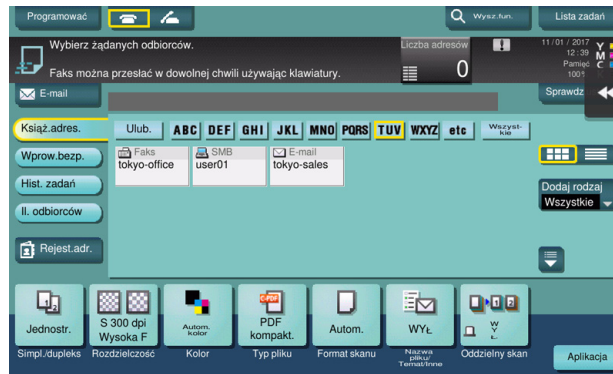 Programować
Wysz.fun.
Lista zadań
Wybierz żądanych odbiorców.
Faks można przesłać w dowolnej chwili używając klawiatury.
Liczba adresów
0
11/01/2017
12:39
Pamięć
100%
Y
M
C
E-mail
Sprawdz
Książ.adres.
Ulub. ABC DEF GHI JKL MNO PQRS TUV WXYZ etc Wszyst-
kie
Wprow.bezp.
Hist. zadań
Il. odbiorców
Rejest.adr.
Faks
tokyo-office
SMB
user01
E-mail
tokyo-sales
Dodaj rodzaj
Wszystkie
Jednostr.
S 300 dpi
Wysoka F
Autom.
kolor
cPDF
PDF
kompakt.
Autom.
WYŁ
W
Y
Ł
Simpl./dupleks
Rozdzielczość
Kolor
Typ pliku
Format skanu
Nazwa
pliku/
Temat/Inne
Oddzielny skan
Aplikacja